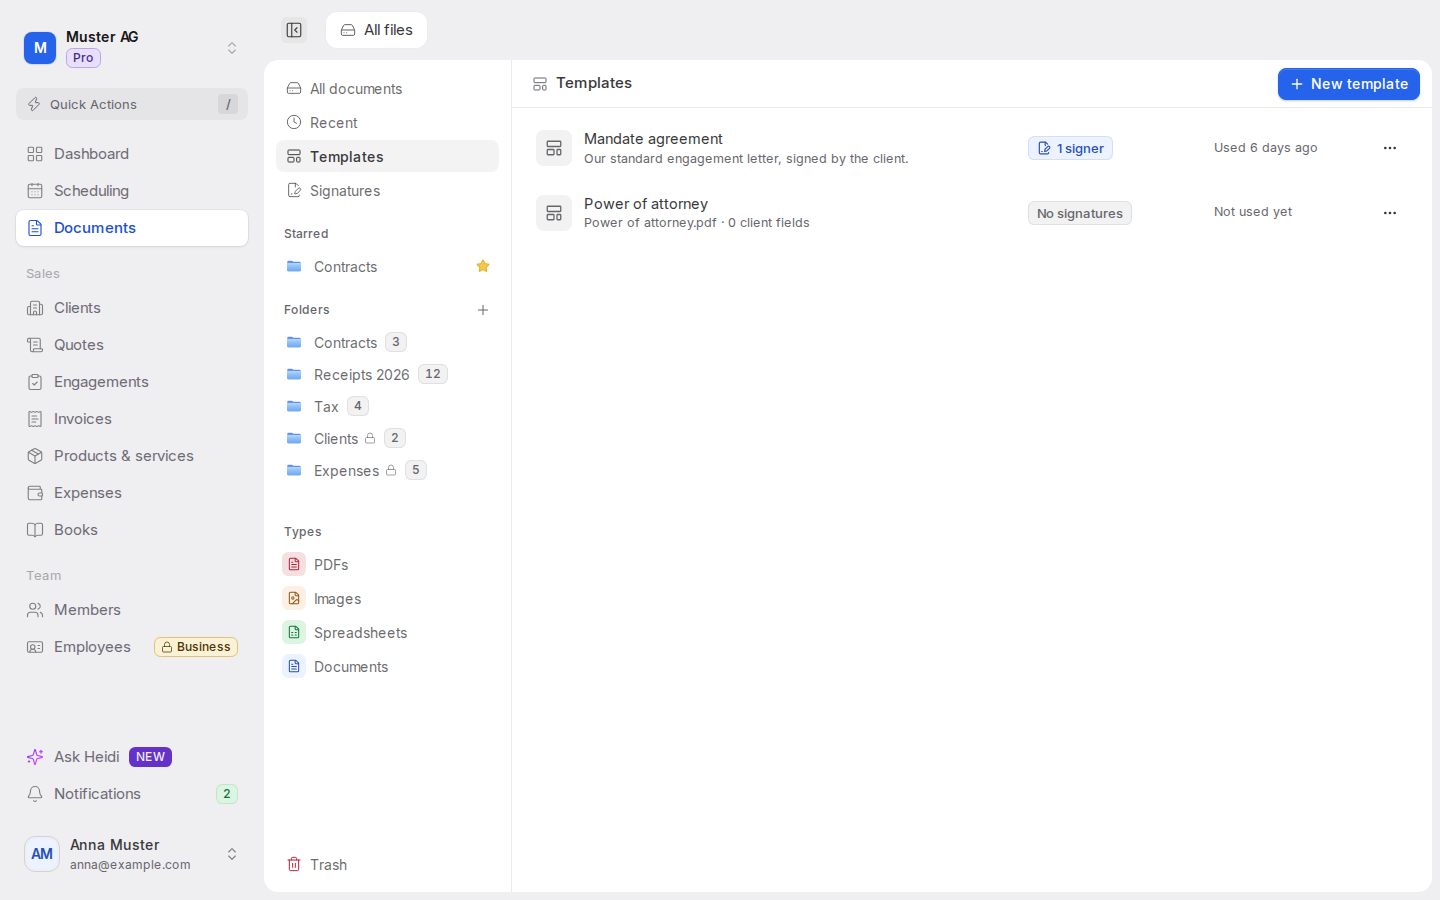 M
Muster AG
Pro
Quick Actions
/
Dashboard
Scheduling
Documents
Sales
Clients
Quotes
Engagements
Invoices
Products & services
Expenses
Books
Team
Members
Employees
Business
Ask Heidi
NEW
Notifications
2
AM
Anna Muster
anna@example.com
All files
All documents
Recent
Templates
Signatures
Starred
Contracts
Folders
Contracts 3
Receipts 2026 12
Tax 4
Clients 2
Expenses 5
Types
PDFs
Images
Spreadsheets
Documents
Trash
Templates
New template
Mandate agreement
Our standard engagement letter, signed by the client.
1 signer
Used 6 days ago
Power of attorney
Power of attorney.pdf · 0 client fields
No signatures
Not used yet